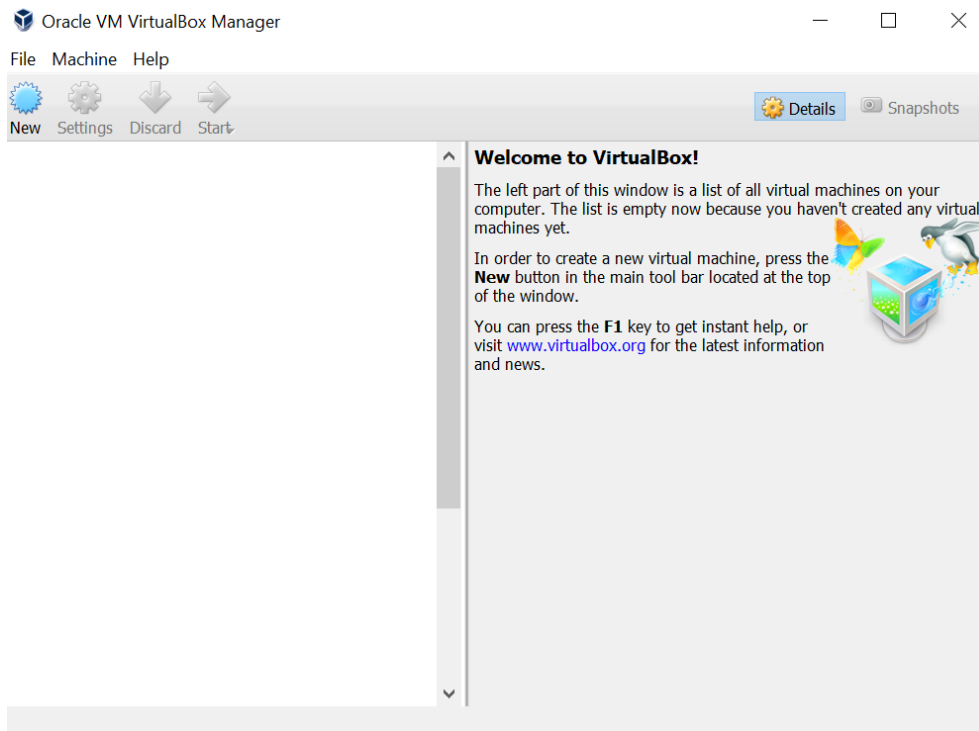 Oracle VM VirtualBox Manager
File Machine Help
New Settings Discard Start
Details Snapshots
Welcome to VirtualBox!
The left part of this window is a list of all virtual machines on your
computer. The list is empty now because you haven't created any virtual
machines yet.
In order to create a new virtual machine, press the
New button in the main tool bar located at the top
of the window.
You can press the F1 key to get instant help, or
visit www.virtualbox.org for the latest information
and news.